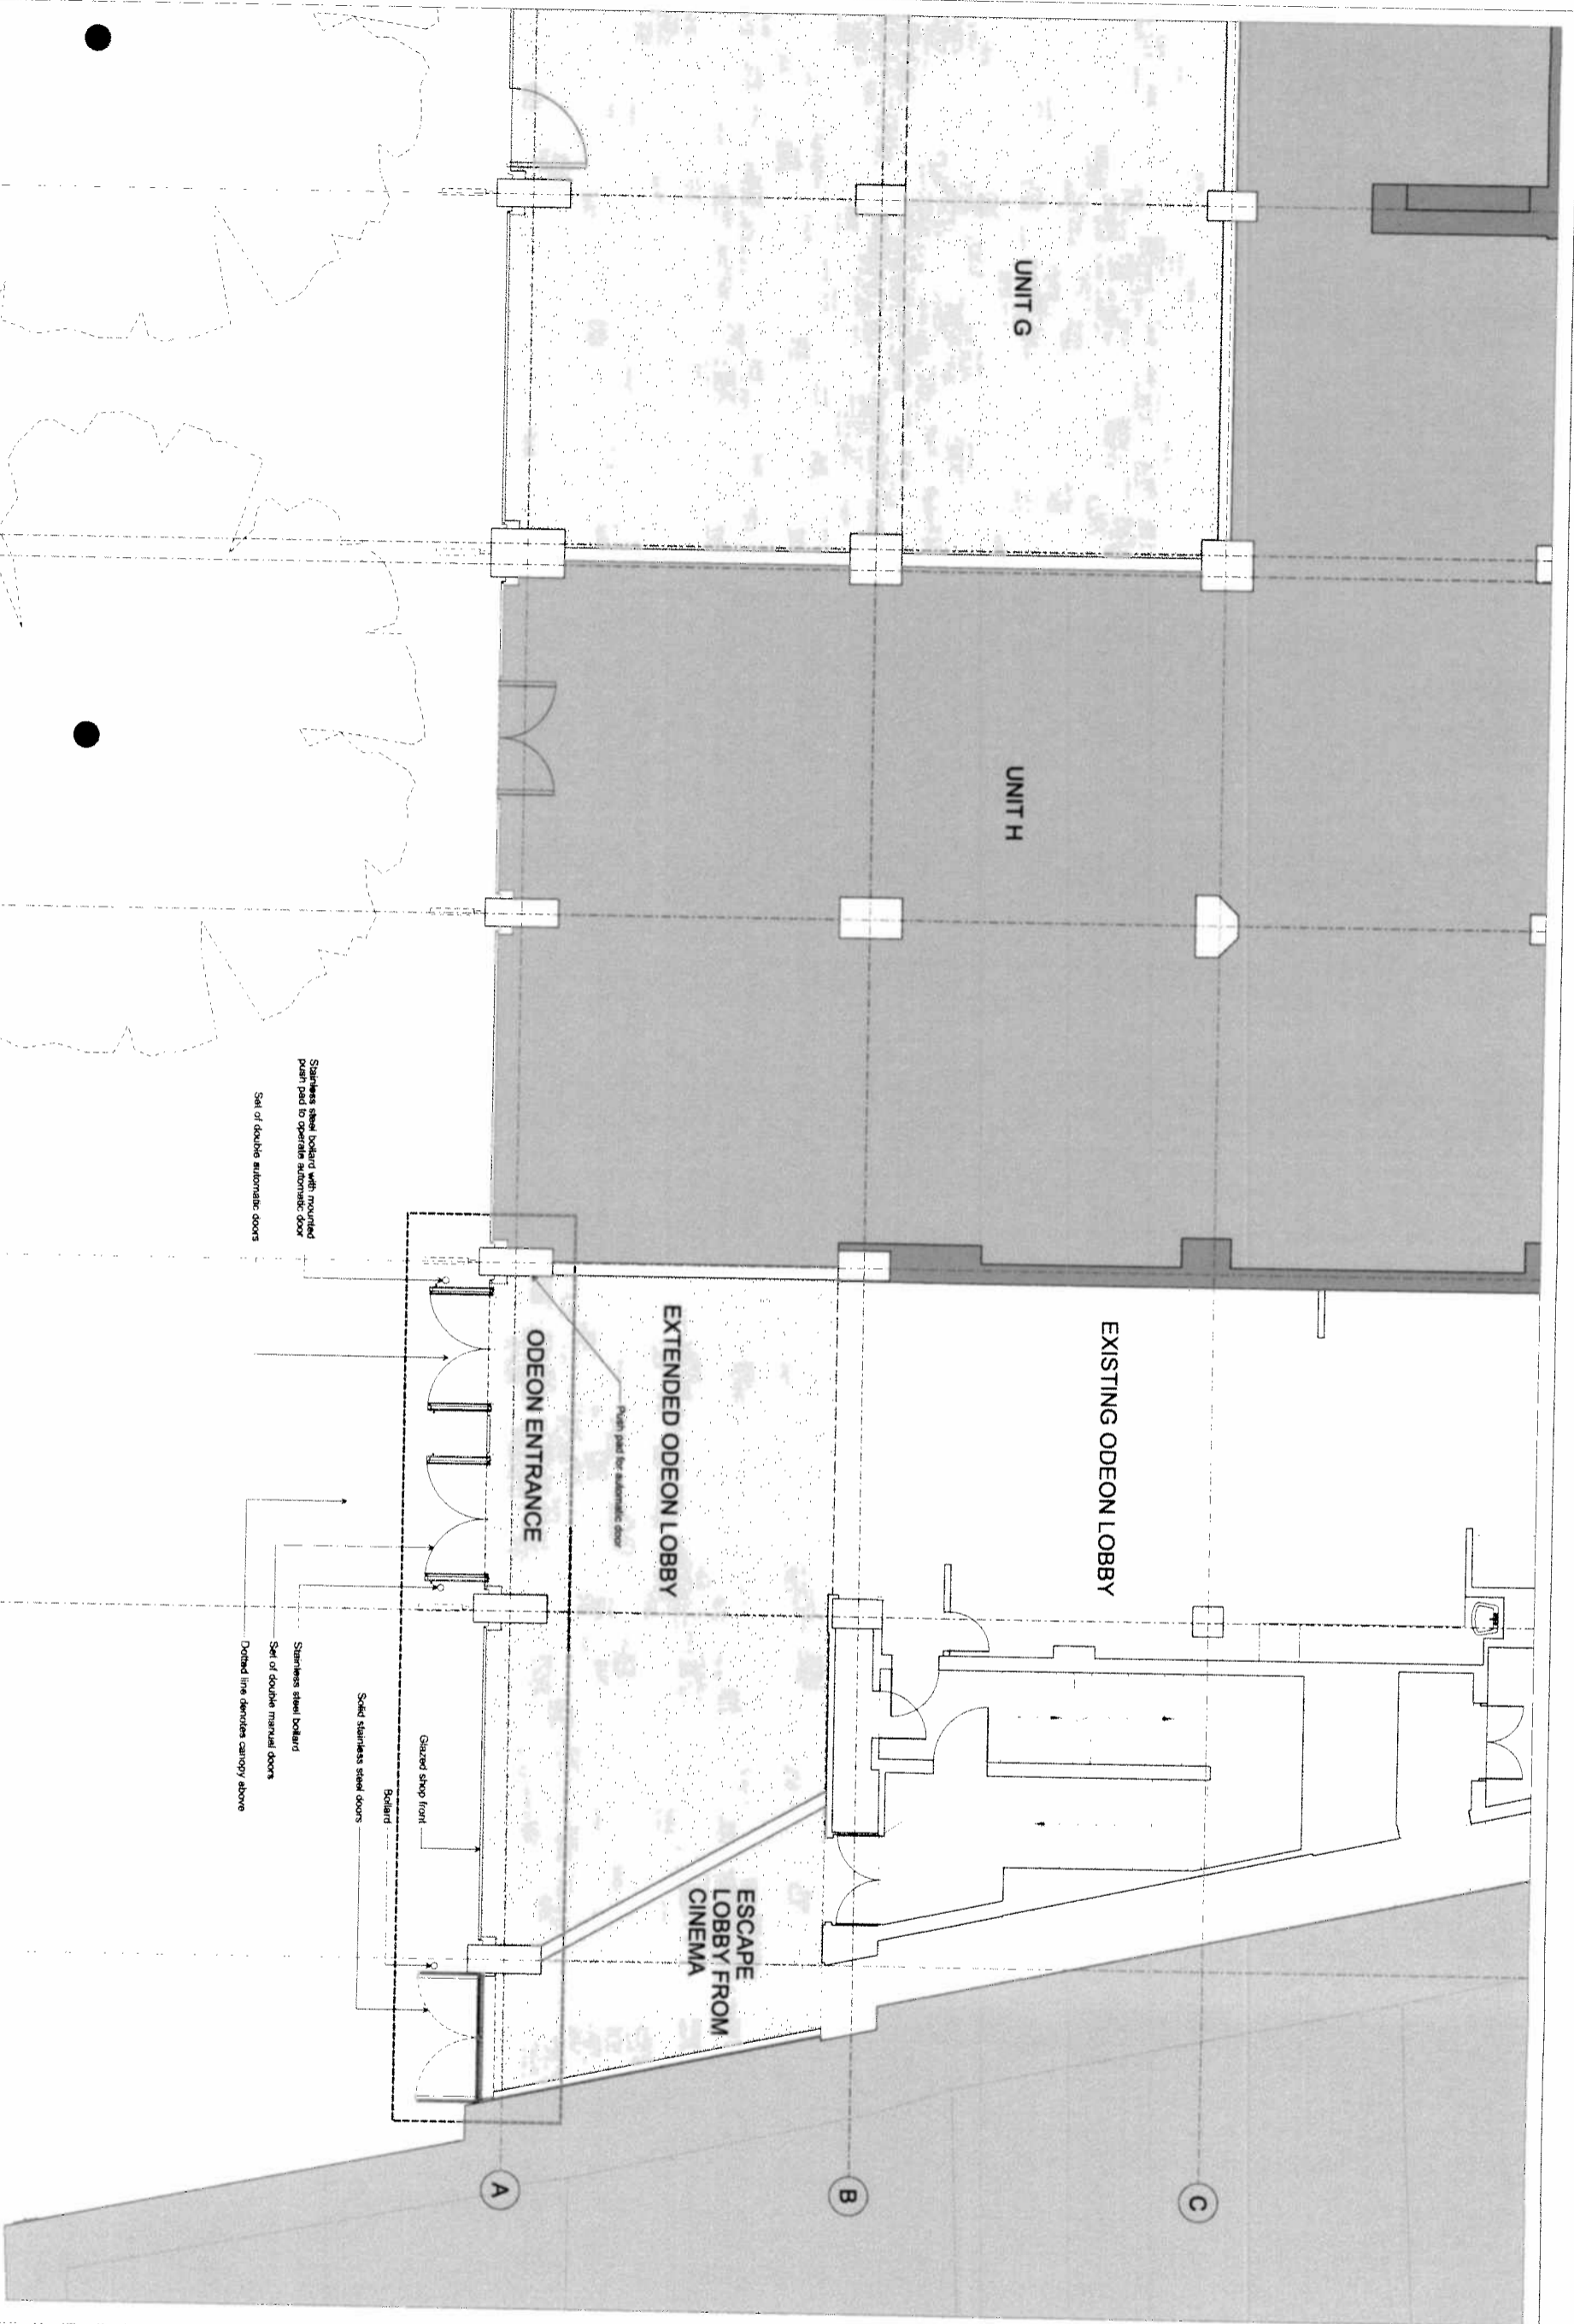 UNIT G
UNIT H
EXISTING ODEON LOBBY
EXTENDED ODEON LOBBY
Push pad for automatic door
ODEON ENTRANCE
ESCAPE
LOBBY FROM
CINEMA
Stainless steel bollard with mounted
push pad to operate automatic door
Set of double automatic doors
Glazed shop front
Bollard
Solid stainless steel doors
Stainless steel bollard
Set of double manual doors
Dotted line denotes canopy above
C
B
A